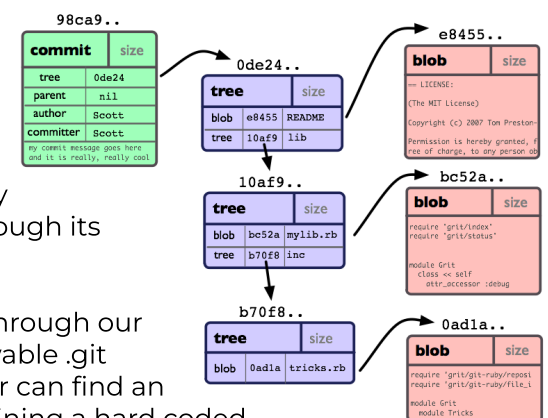 98ca9..
commit size
tree 0de24
parent nil
author Scott
committer Scott
my commit message goes here
and it is really, really cool
0de24..
tree size
blob e8455 README
tree 10af9 lib
e8455..
blob size
== LICENSE:
(The MIT License)
Copyright (c) 2007 Tom Preston-
Permission is hereby granted, f
ree of charge, to any person ob
10af9..
tree size
blob bc52a mylib.rb
tree b70f8 inc
bc52a..
blob size
require 'grit/index'
require 'grit/status'
module Grit
class << self
attr_accessor :debug
b70f8..
tree size
blob 0ad1a tricks.rb
0ad1a..
blob size
require 'grit/git-ruby/reposi
require 'grit/git-ruby/file_i
module Grit
module Tricks
y
ough its
hrough our
vable .git
r can find an
ning a hard coded